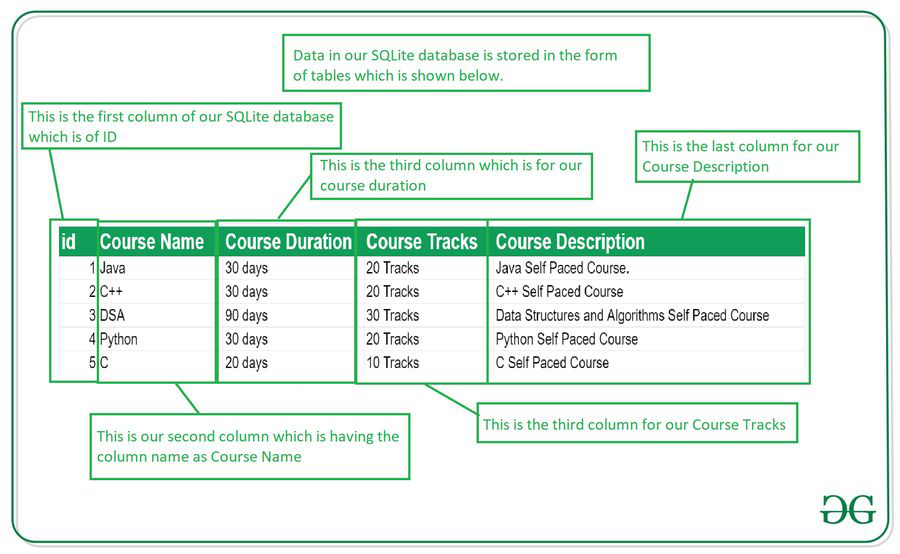 Data in our SQLite database is stored in the form
of tables which is shown below.
This is the first column of our SQLite database
which is of ID
This is the third column which is for our
course duration
This is the last column for our
Course Description
id Course Name Course Duration Course Tracks Course Description
1 Java 30 days 20 Tracks Java Self Paced Course.
2 C++ 30 days 20 Tracks C++ Self Paced Course
3 DSA 90 days 30 Tracks Data Structures and Algorithms Self Paced Course
4 Python 30 days 20 Tracks Python Self Paced Course
5 C 20 days 10 Tracks C Self Paced Course
This is our second column which is having the
column name as Course Name
This is the third column for our Course Tracks